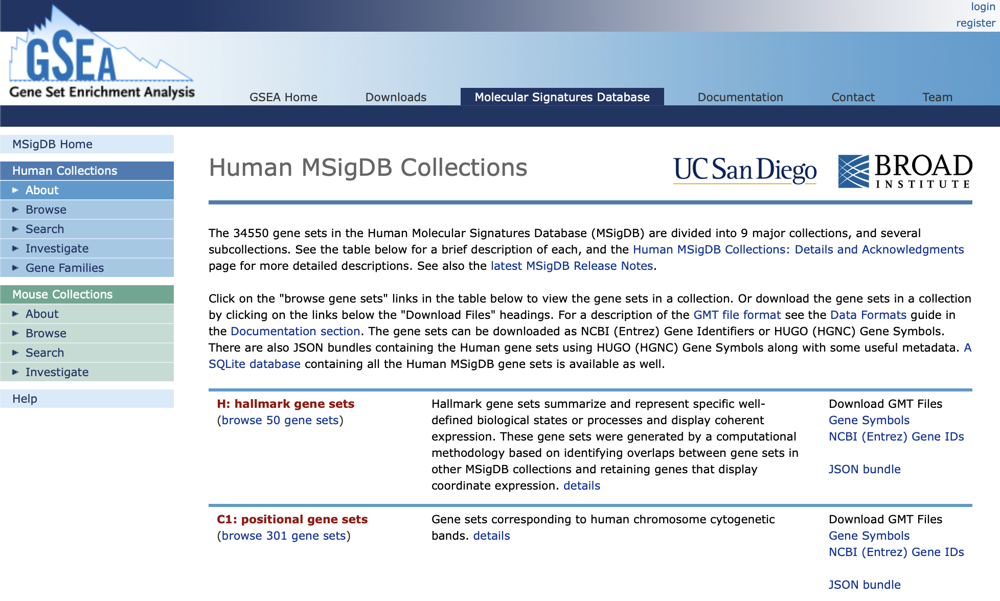 login
register
GSEA
Gene Set Enrichment Analysis
GSEA Home Downloads Molecular Signatures Database Documentation Contact Team
MSigDB Home
Human Collections
About
Browse
Search
Investigate
Gene Families
Mouse Collections
About
Browse
Search
Investigate
Help
Human MSigDB Collections
UC San Diego
BROAD
INSTITUTE
The 34550 gene sets in the Human Molecular Signatures Database (MSigDB) are divided into 9 major collections, and several
subcollections. See the table below for a brief description of each, and the Human MSigDB Collections: Details and Acknowledgments
page for more detailed descriptions. See also the latest MSigDB Release Notes.
Click on the "browse gene sets" links in the table below to view the gene sets in a collection. Or download the gene sets in a collection
by clicking on the links below the "Download Files" headings. For a description of the GMT file format see the Data Formats guide in
the Documentation section. The gene sets can be downloaded as NCBI (Entrez) Gene Identifiers or HUGO (HGNC) Gene Symbols.
There are also JSON bundles containing the Human gene sets using HUGO (HGNC) Gene Symbols along with some useful metadata. A
SQLite database containing all the Human MSigDB gene sets is available as well.
H: hallmark gene sets
(browse 50 gene sets)
Hallmark gene sets summarize and represent specific well-
defined biological states or processes and display coherent
expression. These gene sets were generated by a computational
methodology based on identifying overlaps between gene sets in
other MSigDB collections and retaining genes that display
coordinate expression. details
Download GMT Files
Gene Symbols
NCBI (Entrez) Gene IDs
JSON bundle
C1: positional gene sets
(browse 301 gene sets)
Gene sets corresponding to human chromosome cytogenetic
bands. details
Download GMT Files
Gene Symbols
NCBI (Entrez) Gene IDs
JSON bundle